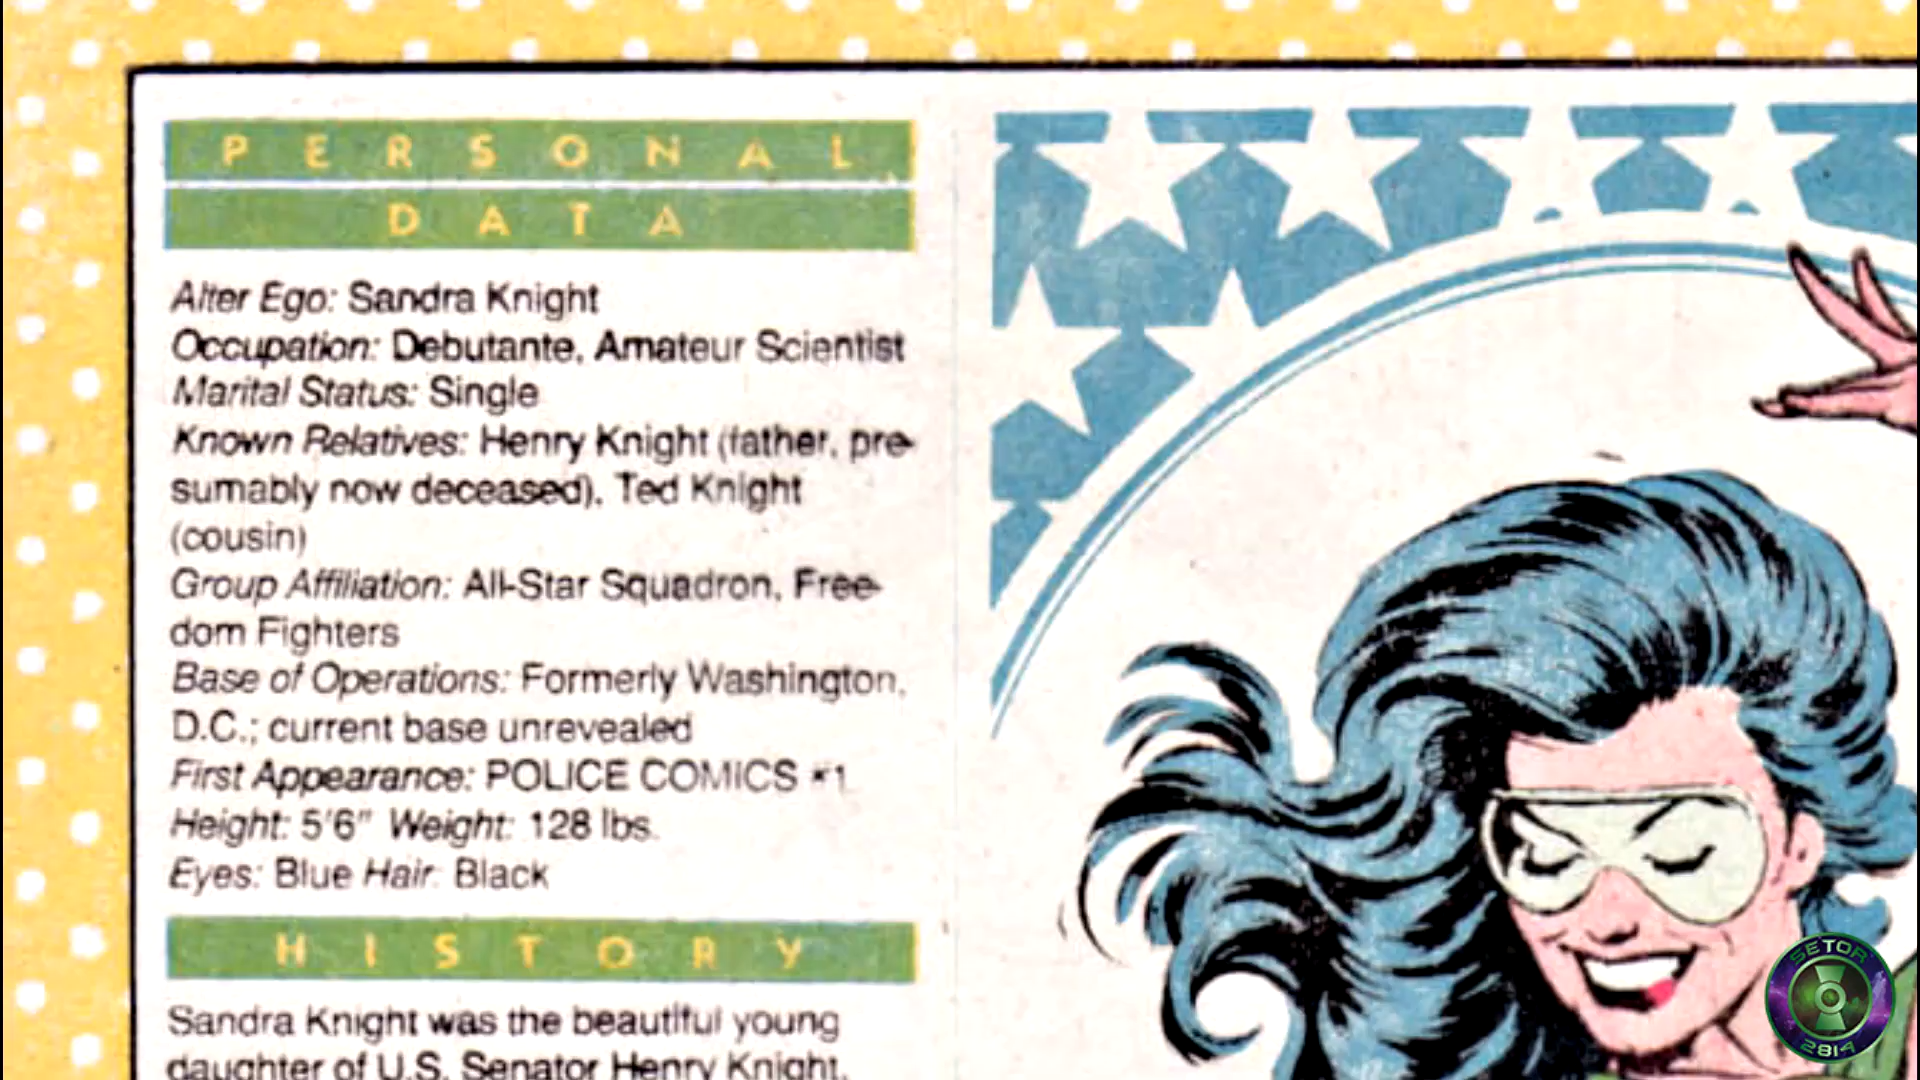 PERSONAL
DATA
Alter Ego: Sandra Knight
Occupation: Debutante, Amateur Scientist
Marital Status: Single
Known Relatives: Henry Knight (father, pre-
sumably now deceased), Ted Knight
(cousin)
Group Affiliation: All-Star Squadron, Free-
dom Fighters
Base of Operations: Formerly Washington,
D.C.; current base unrevealed
First Appearance: POLICE COMICS #1
Height: 5'6" Weight: 128 lbs.
Eyes: Blue Hair: Black
HISTORY
Sandra Knight was the beautiful young
daughter of U.S. Senator Henry Knight.
SETOR
2814